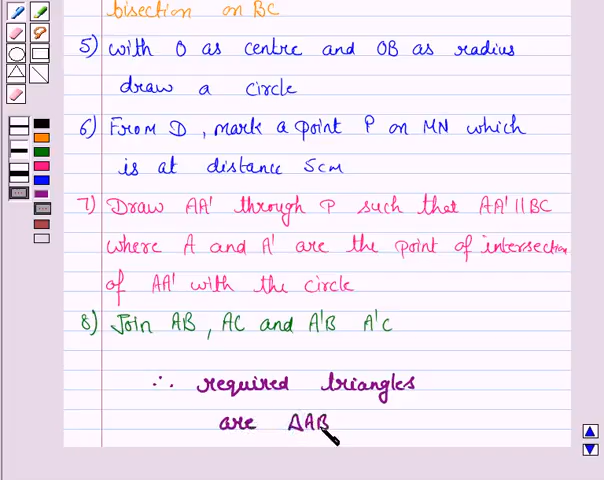 bisection on BC
5) with O as centre and OB as radius
draw a circle
6) From D, mark a point P on MN which
is at distance 5cm
7) Draw AA' through P such that AA' || BC
where A and A' are the point of intersection
of AA' with the circle
8) Join AB, AC and A'B A'C
∴ required triangles
are ΔAB